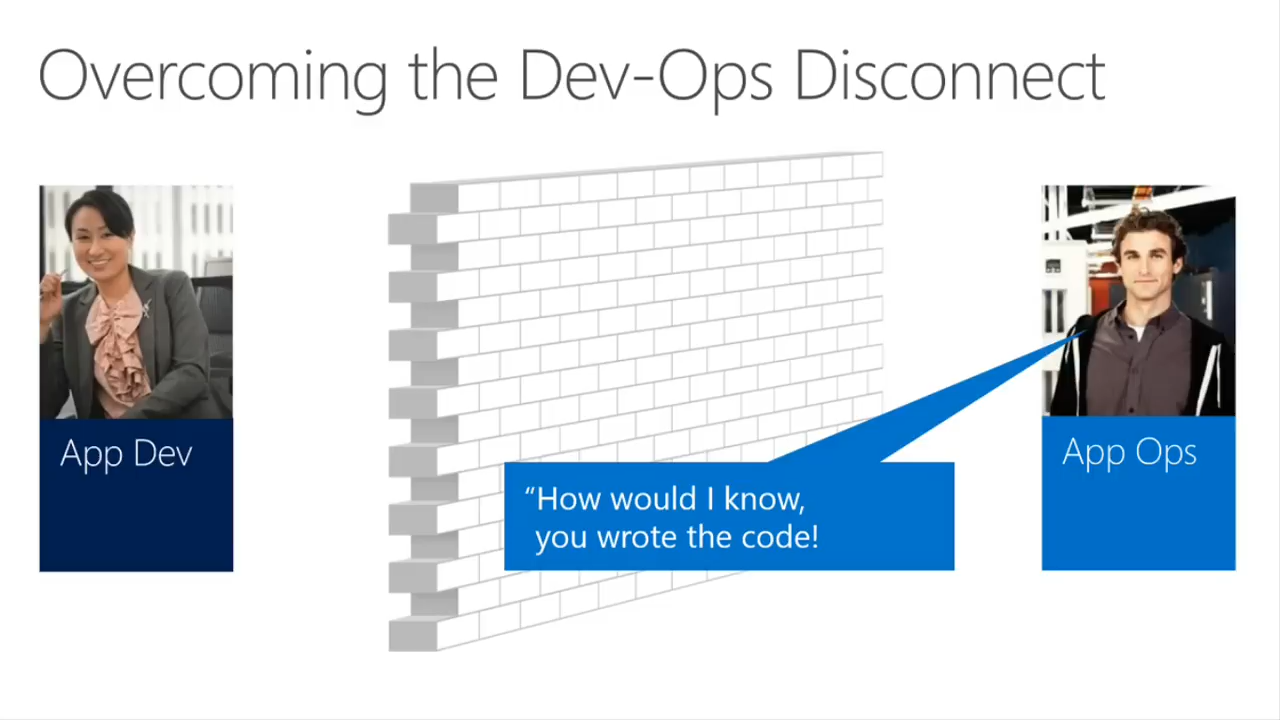 Overcoming the Dev-Ops Disconnect
App Dev
App Ops
“How would I know,
you wrote the code!